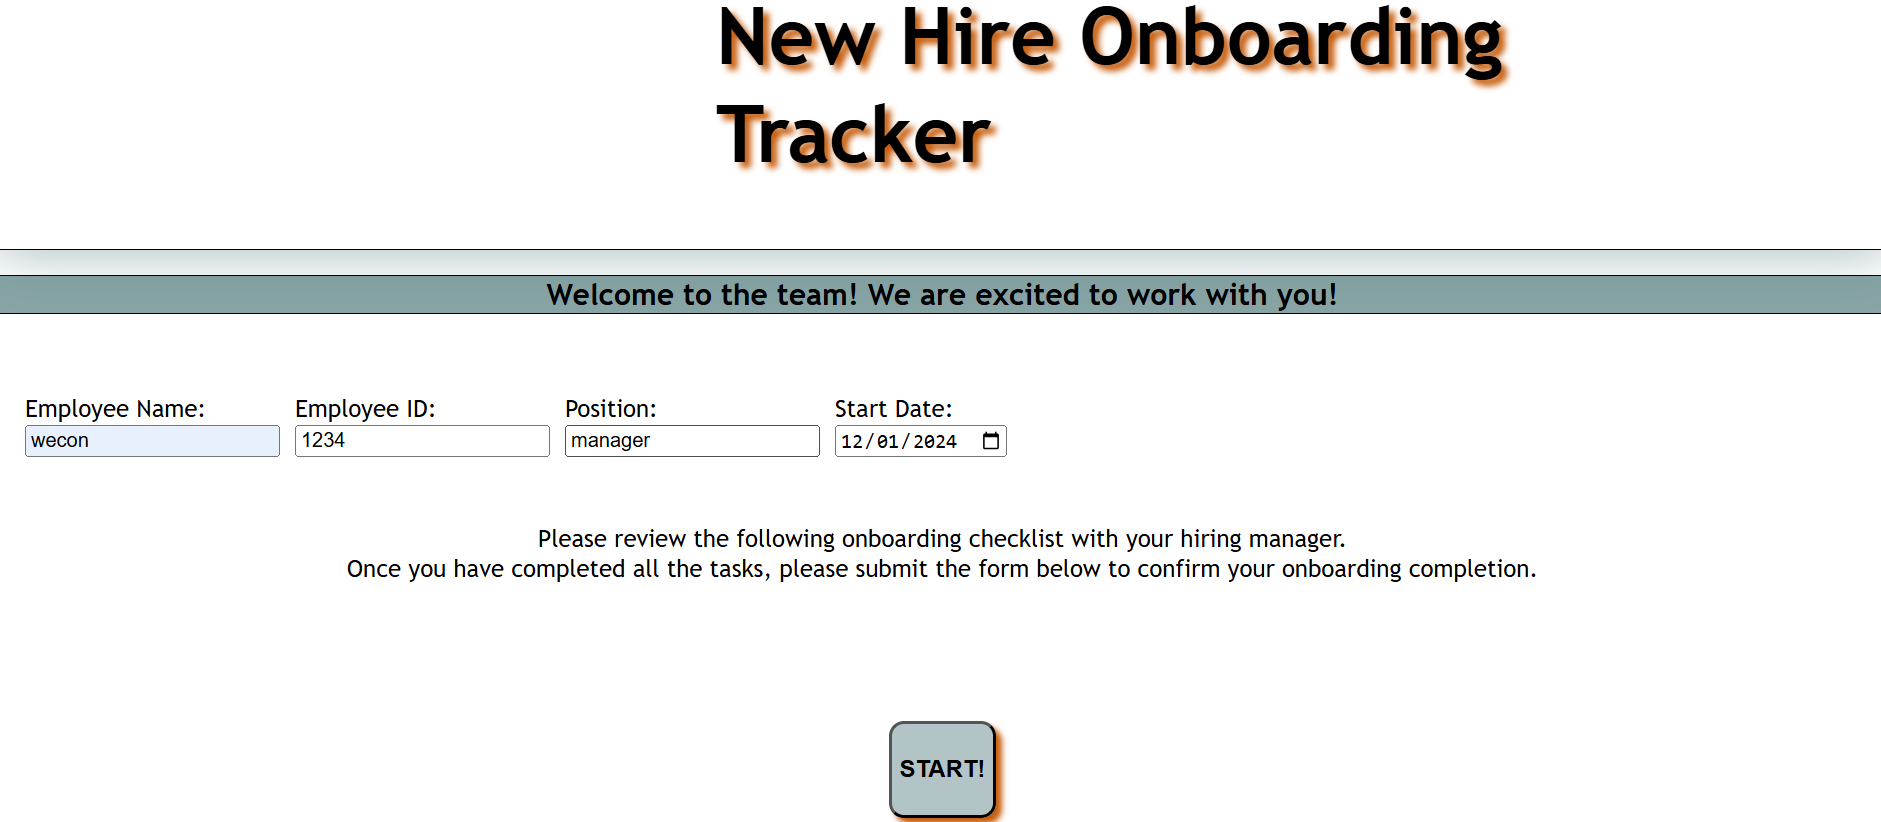 New Hire Onboarding
Tracker
Welcome to the team! We are excited to work with you!
Employee Name: Employee ID: Position: Start Date:
wecon 1234 manager 12/01/2024
Please review the following onboarding checklist with your hiring manager.
Once you have completed all the tasks, please submit the form below to confirm your onboarding completion.
START!